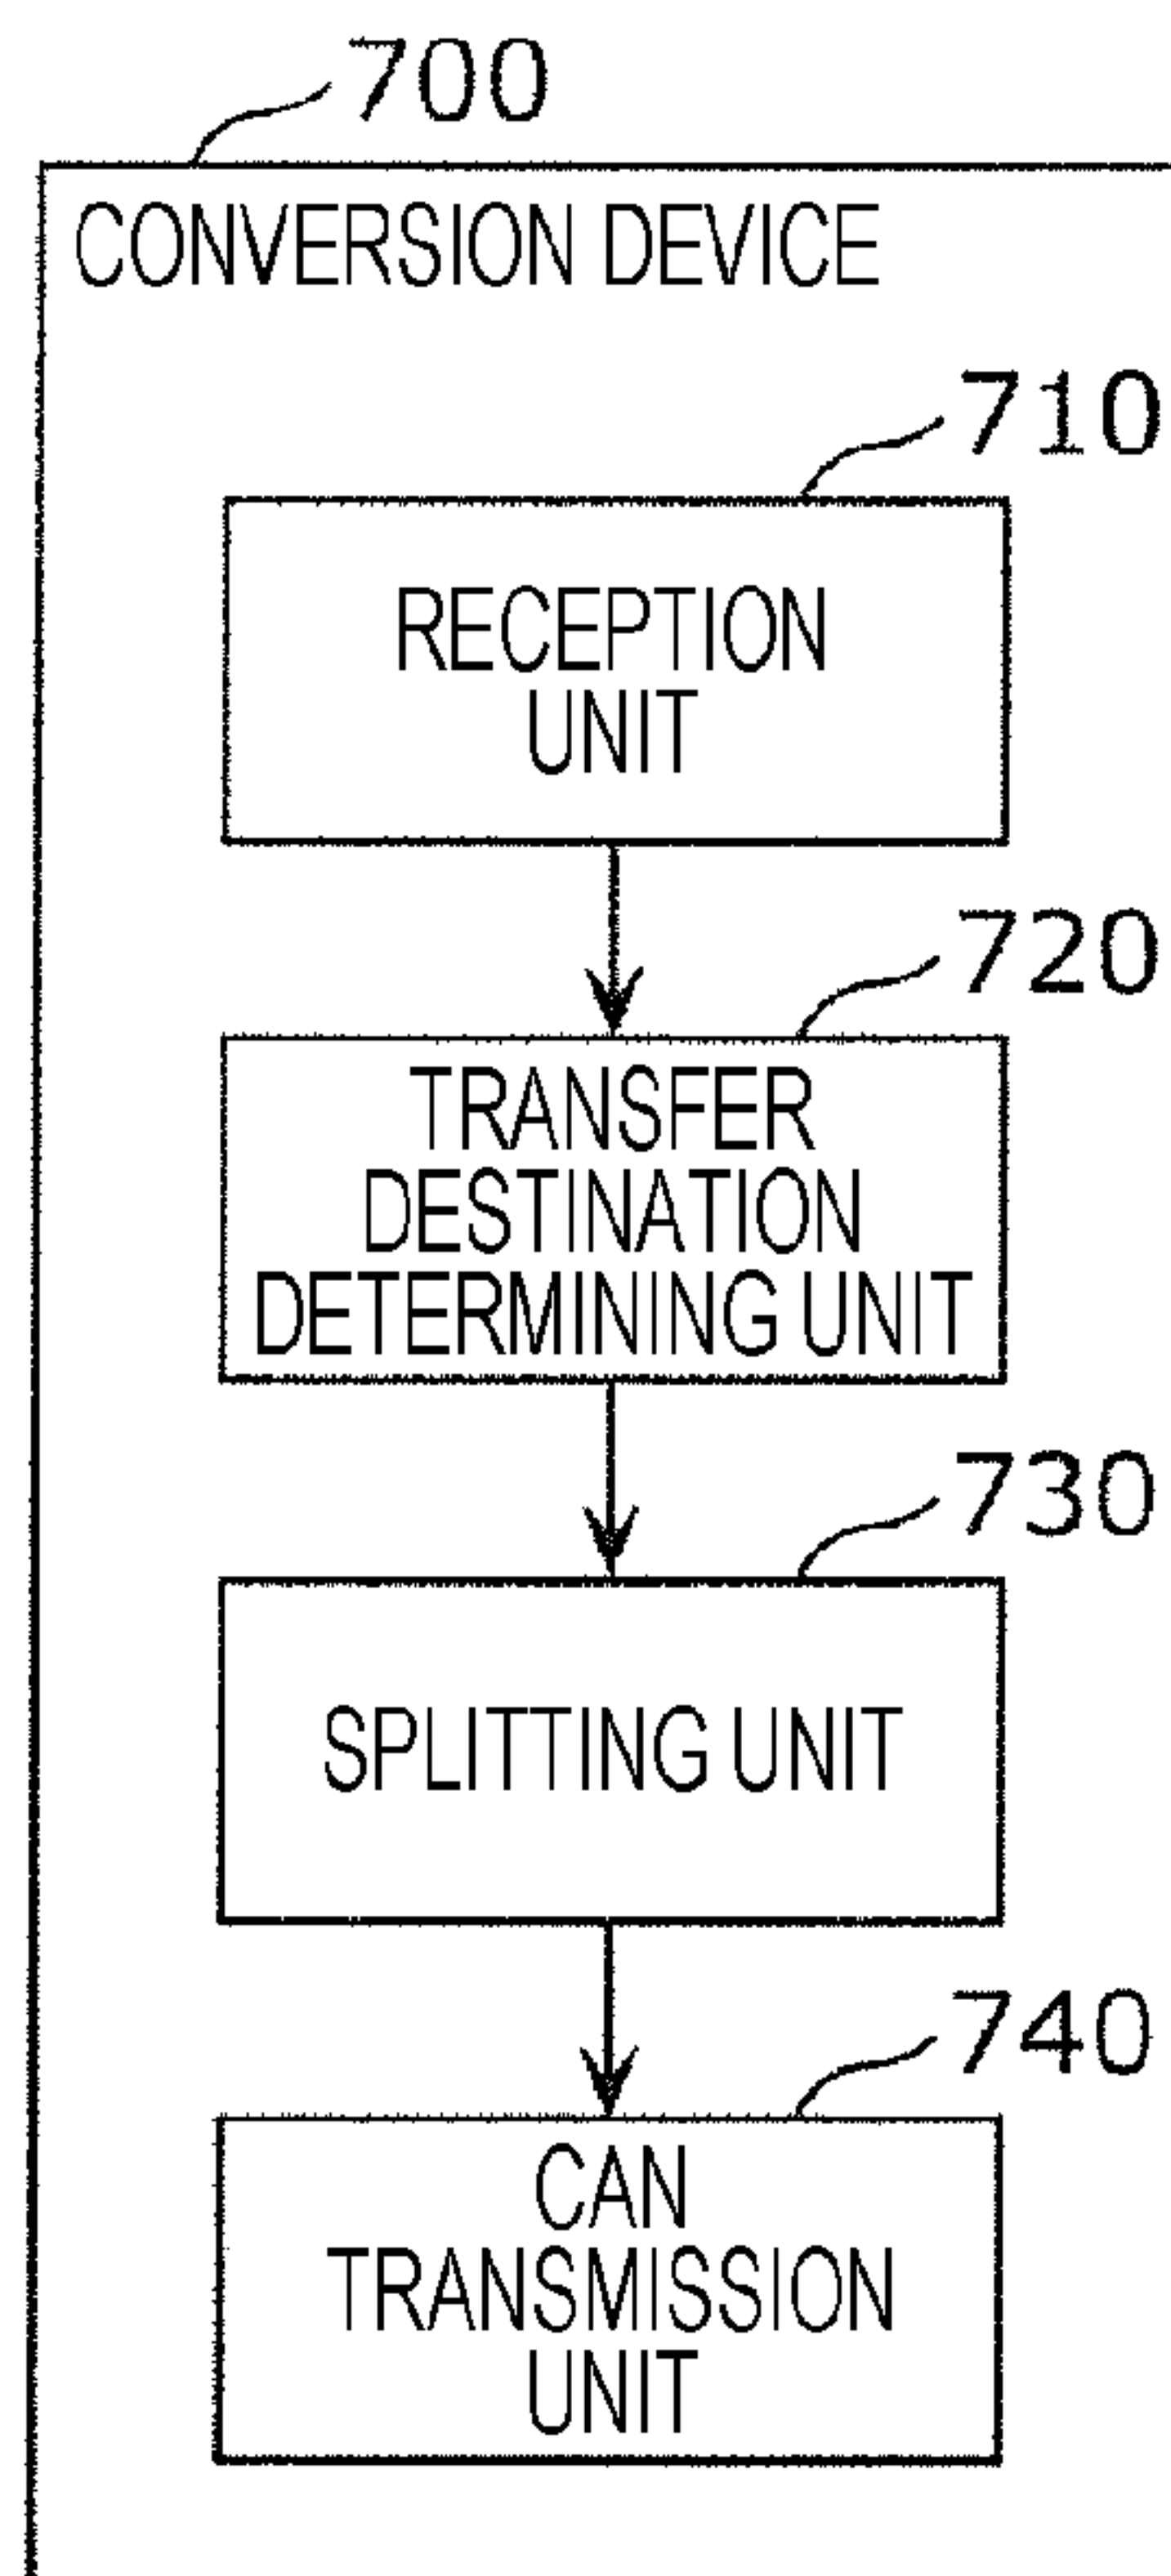 700
CONVERSION DEVICE
710
RECEPTION
UNIT
720
TRANSFER
DESTINATION
DETERMINING UNIT
730
SPLITTING UNIT
740
CAN
TRANSMISSION
UNIT